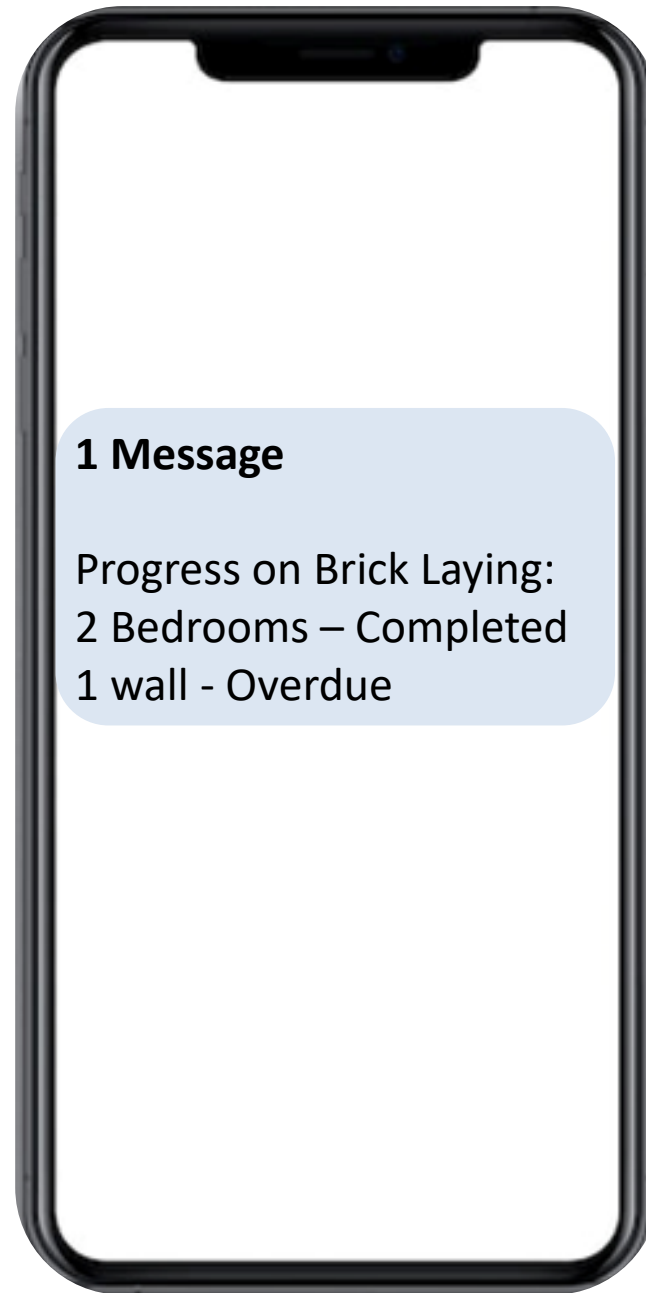 1 Message
Progress on Brick Laying:
2 Bedrooms – Completed
1 wall - Overdue